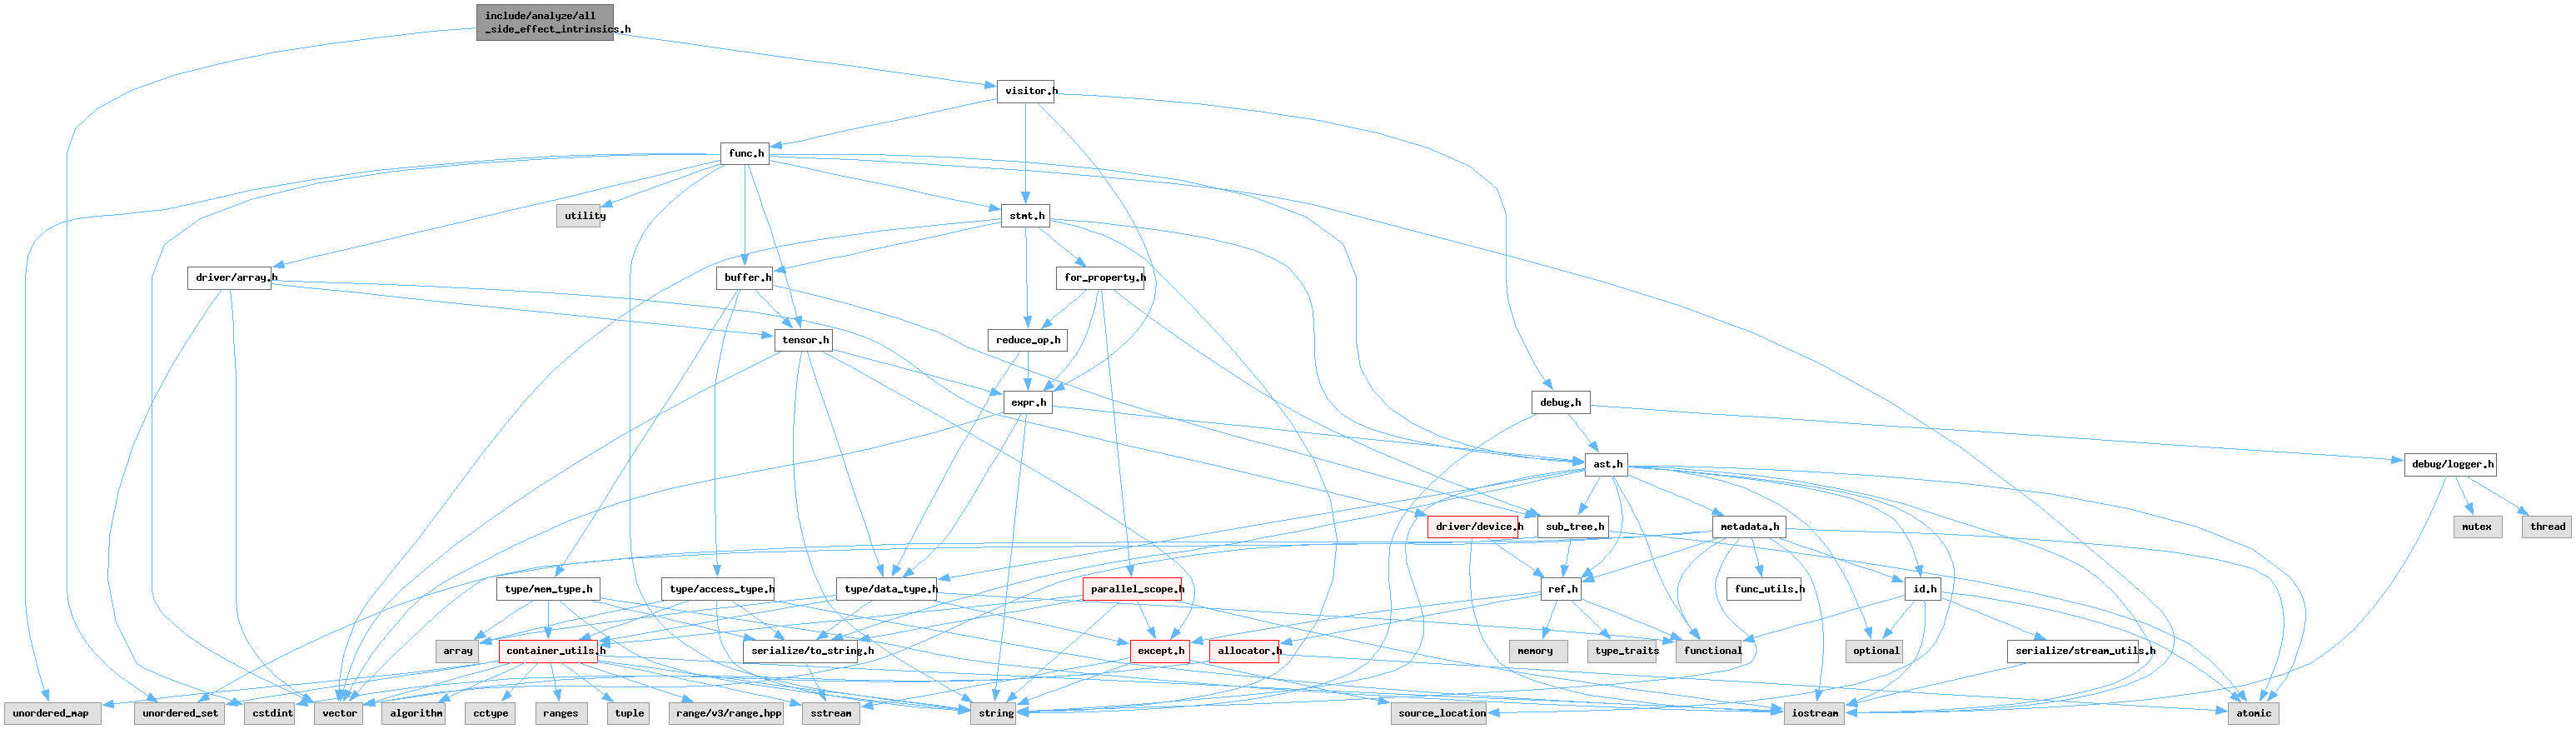 include/analyze/all
_side_effect_intrinsics.h
visitor.h
func.h
utility
stmt.h
driver/array.h
buffer.h
for_property.h
tensor.h
reduce_op.h
expr.h
debug.h
ast.h
debug/logger.h
driver/device.h
sub_tree.h
metadata.h
mutex
thread
type/mem_type.h
type/access_type.h
type/data_type.h
parallel_scope.h
ref.h
func_utils.h
id.h
array
container_utils.h
serialize/to_string.h
except.h
allocator.h
memory
type_traits
functional
optional
serialize/stream_utils.h
unordered_map
unordered_set
cstdint
vector
algorithm
cctype
ranges
tuple
range/v3/range.hpp
sstream
string
source_location
iostream
atomic